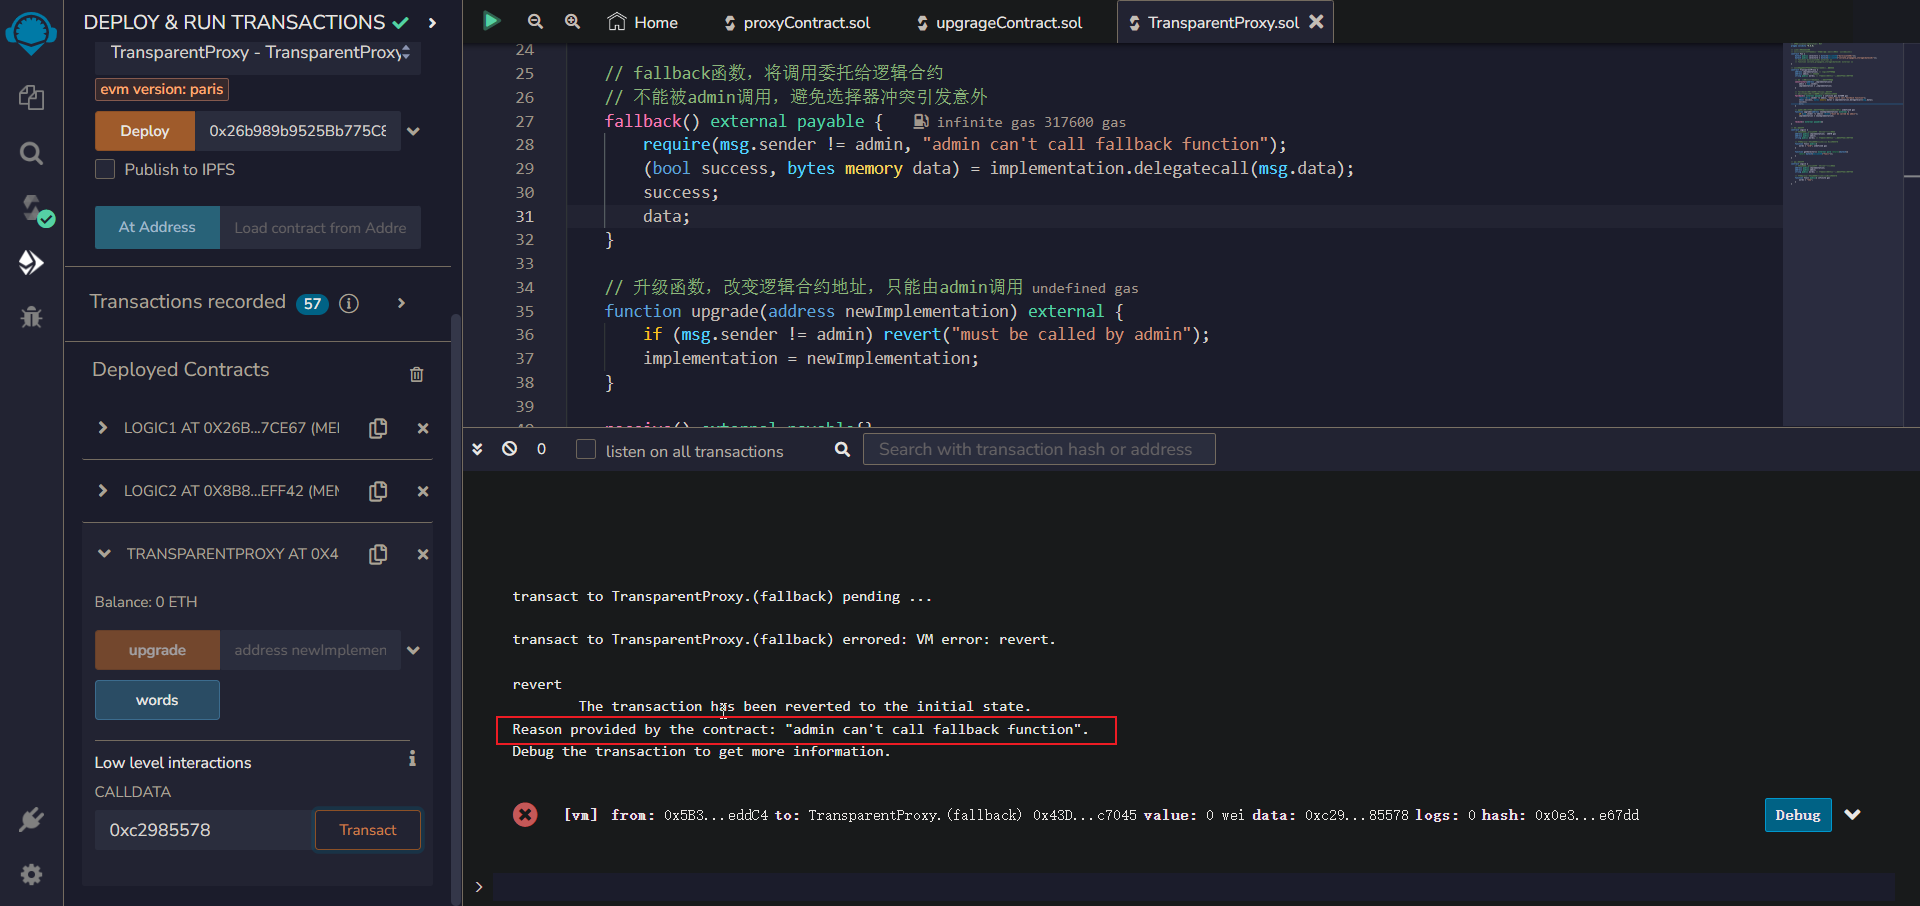 DEPLOY & RUN TRANSACTIONS
TransparentProxy - TransparentProxy
evm version: paris
Deploy
0x26b989b9525Bb775C8
Publish to IPFS
At Address
Load contract from Addre
Transactions recorded 57
Deployed Contracts
LOGIC1 AT 0X26B...7CE67 (MEI
LOGIC2 AT 0X8B8...EFF42 (MEM
TRANSPARENTPROXY AT 0X4
Balance: 0 ETH
upgrade
address newImplemen
words
Low level interactions
CALLDATA
0xc2985578
Transact
Home
proxyContract.sol
upgrageContract.sol
TransparentProxy.sol
24
25 // fallback函数，将调用委托给逻辑合约
26 // 不能被admin调用，避免选择器冲突引发意外
27 fallback() external payable { infinite gas 317600 gas
28 require(msg.sender != admin, "admin can't call fallback function");
29 (bool success, bytes memory data) = implementation.delegatecall(msg.data);
30 success;
31 data;
32 }
33
34 // 升级函数，改变逻辑合约地址，只能由admin调用 undefined gas
35 function upgrade(address newImplementation) external {
36 if (msg.sender != admin) revert("must be called by admin");
37 implementation = newImplementation;
38 }
39
0
listen on all transactions
Search with transaction hash or address
transact to TransparentProxy.(fallback) pending ...
transact to TransparentProxy.(fallback) errored: VM error: revert.
revert
The transaction has been reverted to the initial state.
Reason provided by the contract: "admin can't call fallback function".
Debug the transaction to get more information.
[vm] from: 0x5B3...eddC4 to: TransparentProxy.(fallback) 0x43D...c7045 value: 0 wei data: 0xc29...85578 logs: 0 hash: 0x0e3...e67dd
Debug
>